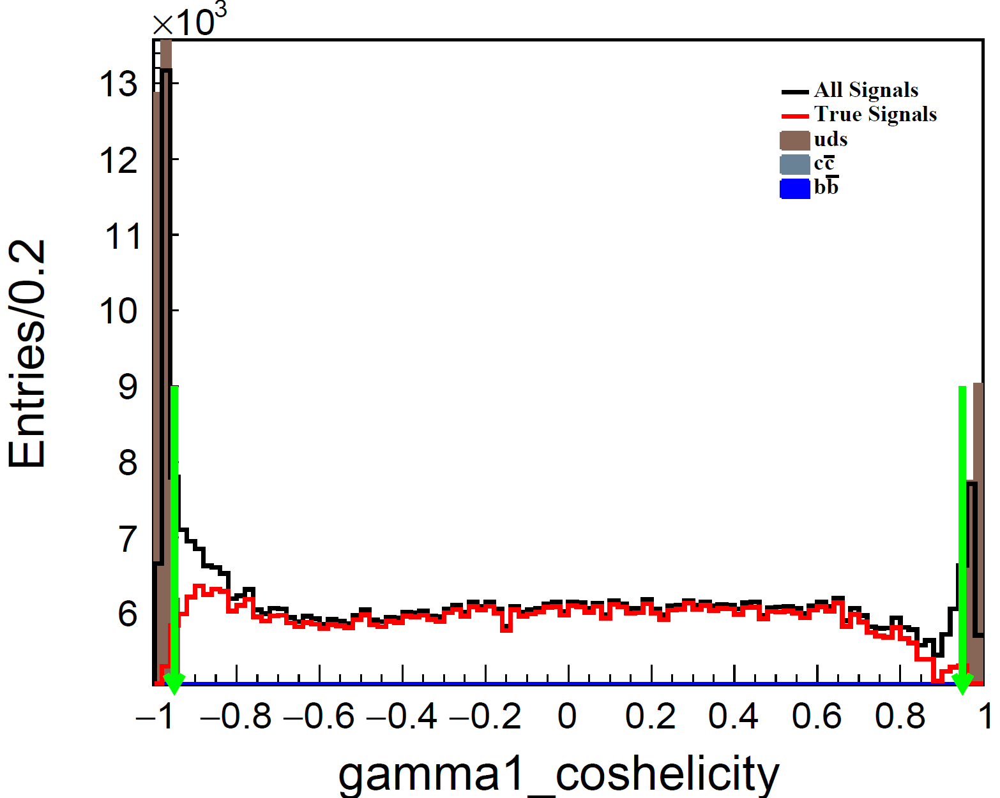 ×10³
13
12
11
10
9
8
7
6
Entries/0.2
All Signals
True Signals
uds
cc̅
bb̅
−1 −0.8 −0.6 −0.4 −0.2 0 0.2 0.4 0.6 0.8 1
gamma1_coshelicity